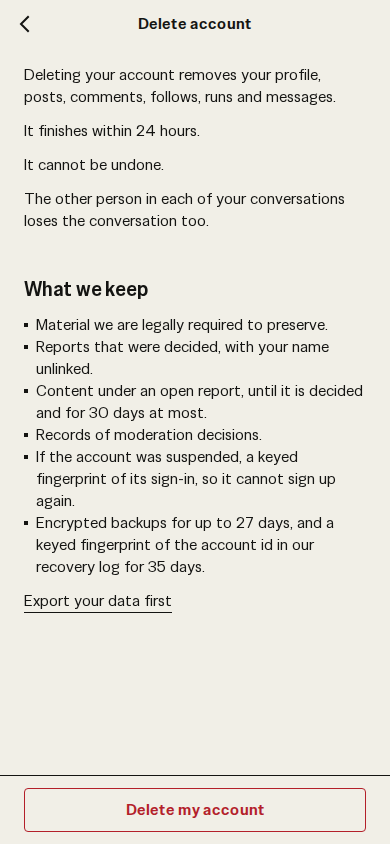 Delete account
Deleting your account removes your profile,
posts, comments, follows, runs and messages.
It finishes within 24 hours.
It cannot be undone.
The other person in each of your conversations
loses the conversation too.
What we keep
▪ Material we are legally required to preserve.
▪ Reports that were decided, with your name
unlinked.
▪ Content under an open report, until it is decided
and for 30 days at most.
▪ Records of moderation decisions.
▪ If the account was suspended, a keyed
fingerprint of its sign-in, so it cannot sign up
again.
▪ Encrypted backups for up to 27 days, and a
keyed fingerprint of the account id in our
recovery log for 35 days.
Export your data first
Delete my account